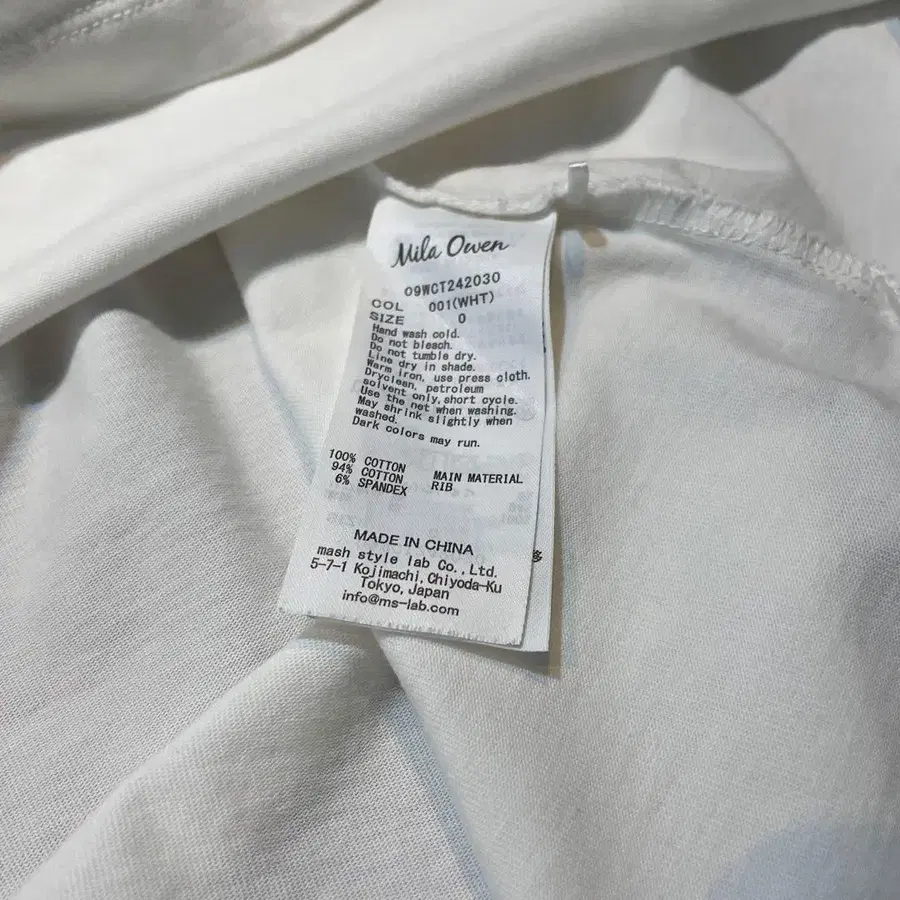 Mila Owen
09WCT242030
COL 001(WHT)
SIZE 0
Hand wash cold.
Do not bleach.
Do not tumble dry.
Line dry in shade.
Warm iron, use press cloth.
Dryclean, petroleum
solvent only, short cycle.
Use the net when washing.
May shrink slightly when
washed.
Dark colors may run.
100% COTTON MAIN MATERIAL
94% COTTON RIB
6% SPANDEX
MADE IN CHINA
mash style lab Co.,Ltd.
5-7-1 Kojimachi,Chiyoda-Ku
Tokyo,Japan
info@ms-lab.com